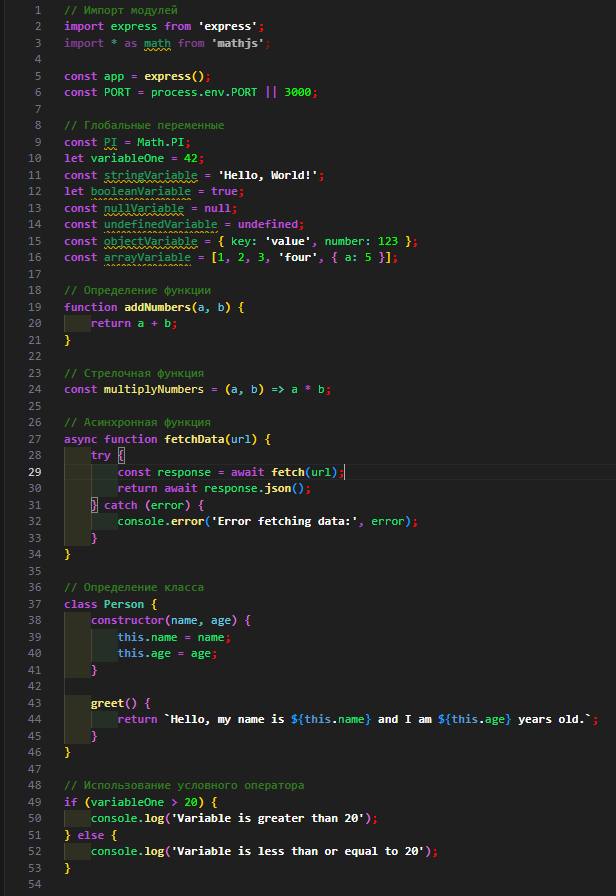 1 // Импорт модулей
2 import express from 'express';
3 import * as math from 'mathjs';
4
5 const app = express();
6 const PORT = process.env.PORT || 3000;
7
8 // Глобальные переменные
9 const PI = Math.PI;
10 let variableOne = 42;
11 const stringVariable = 'Hello, World!';
12 let booleanVariable = true;
13 const nullVariable = null;
14 const undefinedVariable = undefined;
15 const objectVariable = { key: 'value', number: 123 };
16 const arrayVariable = [1, 2, 3, 'four', { a: 5 }];
17
18 // Определение функции
19 function addNumbers(a, b) {
20     return a + b;
21 }
22
23 // Стрелочная функция
24 const multiplyNumbers = (a, b) => a * b;
25
26 // Асинхронная функция
27 async function fetchData(url) {
28     try {
29         const response = await fetch(url);
30         return await response.json();
31     } catch (error) {
32         console.error('Error fetching data:', error);
33     }
34 }
35
36 // Определение класса
37 class Person {
38     constructor(name, age) {
39         this.name = name;
40         this.age = age;
41     }
42
43     greet() {
44         return `Hello, my name is ${this.name} and I am ${this.age} years old.`;
45     }
46 }
47
48 // Использование условного оператора
49 if (variableOne > 20) {
50     console.log('Variable is greater than 20');
51 } else {
52     console.log('Variable is less than or equal to 20');
53 }
54